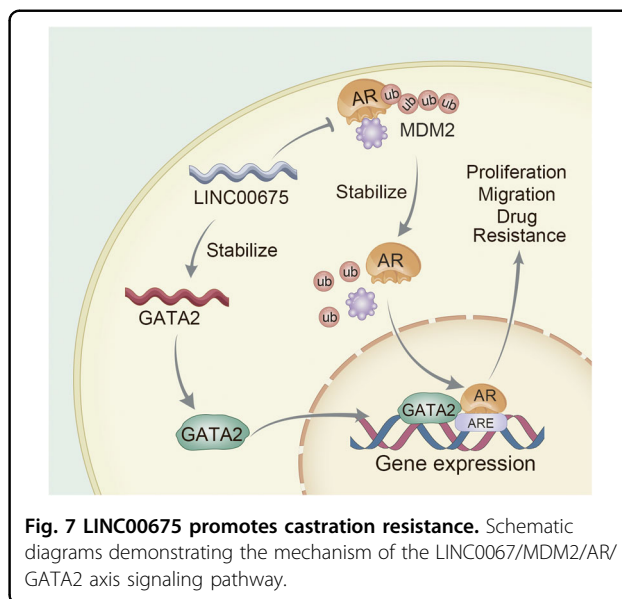 AR
ub
ub
ub
ub
MDM2
LINC00675
Stabilize
Proliferation
Migration
Drug
Resistance
Stabilize
GATA2
AR
ub
ub
ub
GATA2
GATA2
AR
ARE
Gene expression
Fig. 7 LINC00675 promotes castration resistance. Schematic
diagrams demonstrating the mechanism of the LINC0067/MDM2/AR/
GATA2 axis signaling pathway.